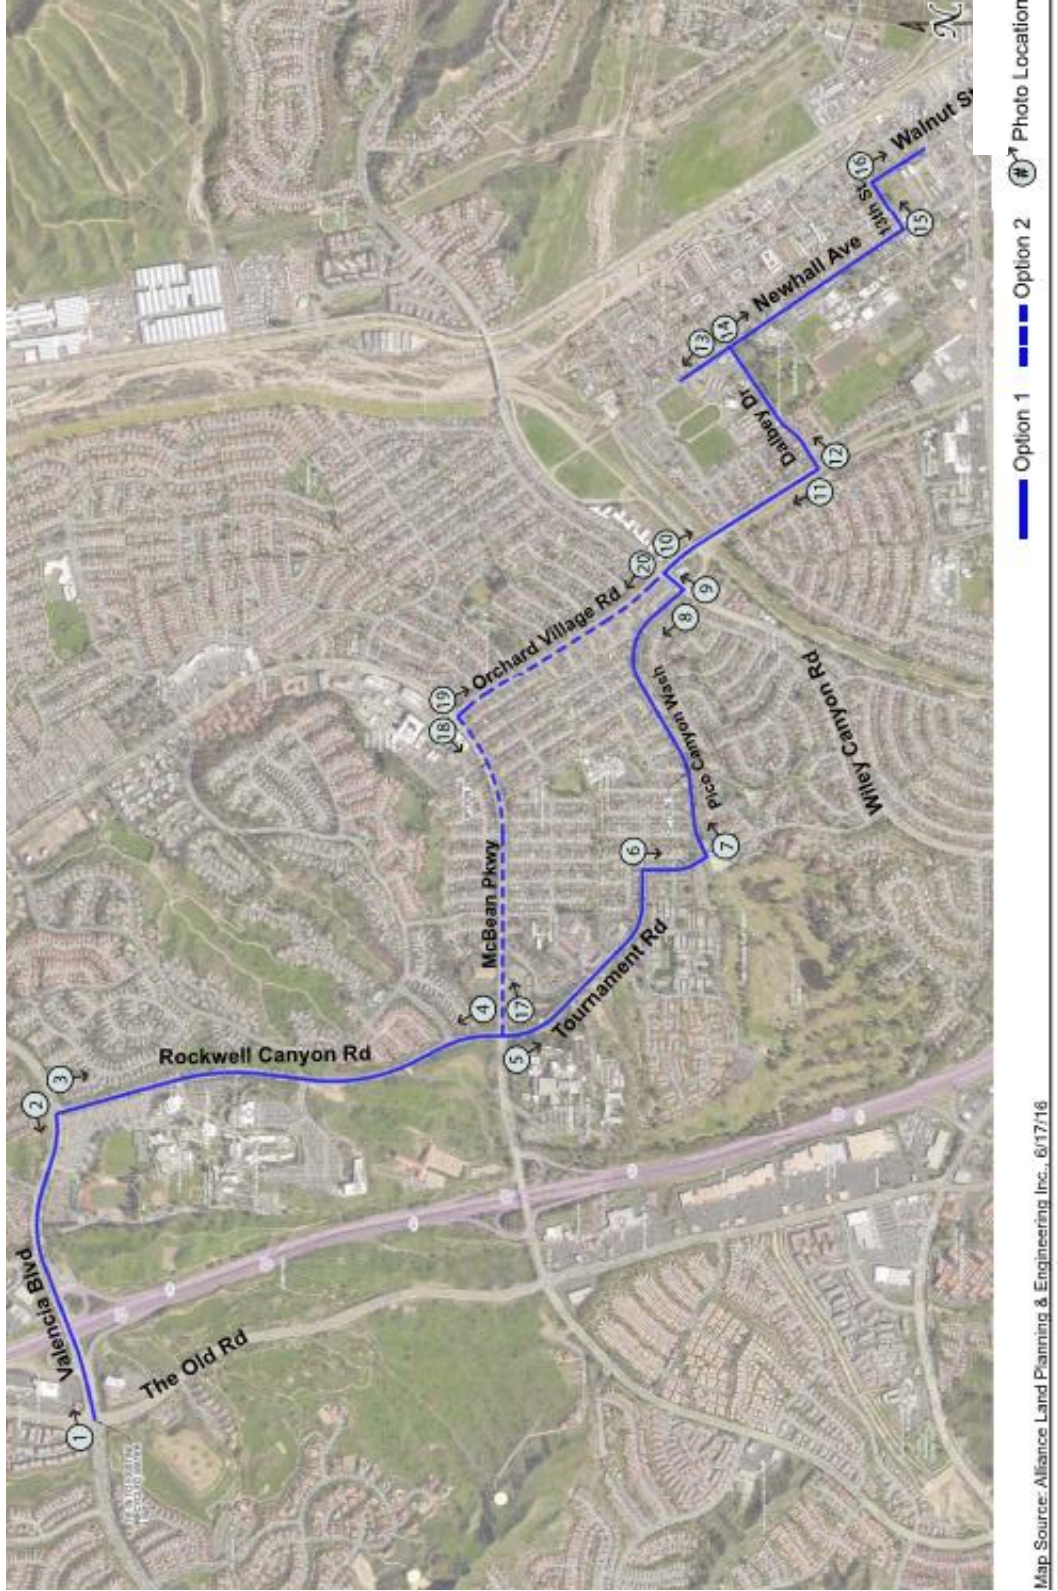 N
Valencia Blvd
The Old Rd
Rockwell Canyon Rd
McBean Pkwy
Orchard Village Rd
Tournament Rd
Pico Canyon Wash
Wiley Canyon Rd
Dalbey Dr
Newhall Ave
13th St
Walnut St
1
2
3
4
5
6
7
8
9
10
11
12
13
14
15
16
17
18
19
20
Option 1 Option 2 # Photo Location
Map Source: Alliance Land Planning & Engineering Inc., 6/17/16